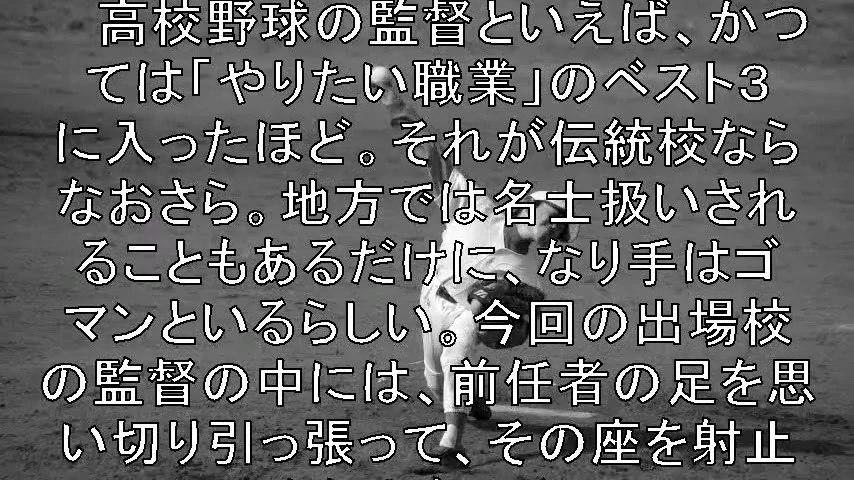 高校野球の監督といえば、かつ
ては「やりたい職業」のベスト３
に入ったほど。それが伝統校なら
なおさら。地方では名士扱いされ
ることもあるだけに、なり手はゴ
マンといるらしい。今回の出場校
の監督の中には、前任者の足を思
い切り引っ張って、その座を射止